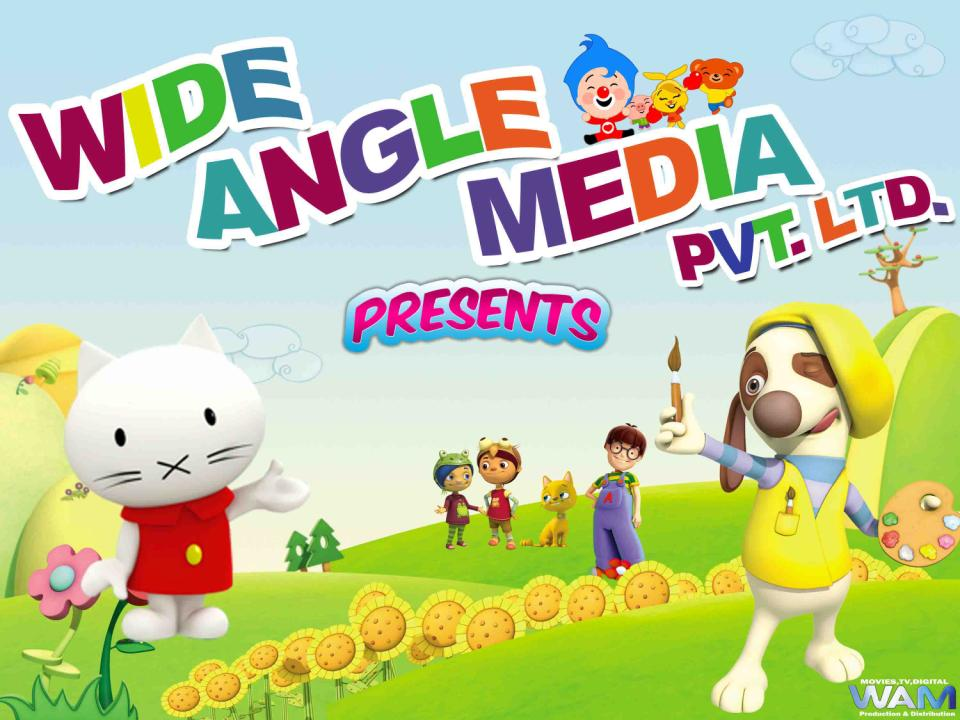 WIDE
ANGLE
MEDIA
PVT. LTD.
PRESENTS
A
MOVIES,TV,DIGITAL
WAM
Production & Distribution